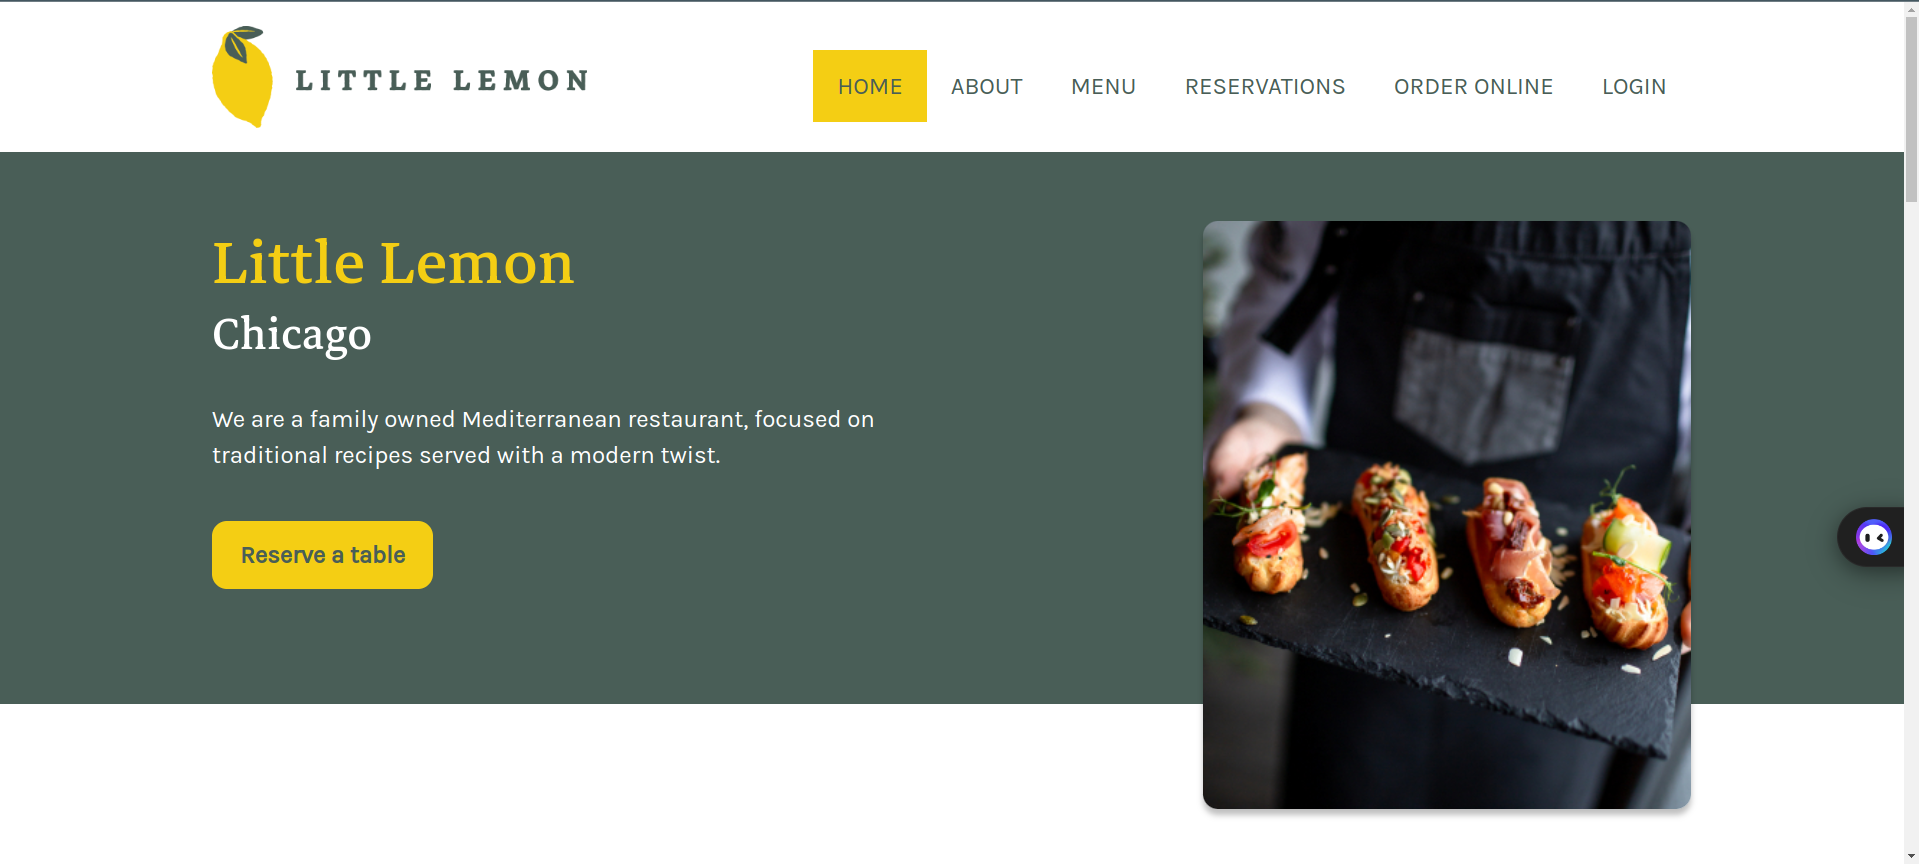 LITTLE LEMON
HOME ABOUT MENU RESERVATIONS ORDER ONLINE LOGIN
Little Lemon
Chicago
We are a family owned Mediterranean restaurant, focused on
traditional recipes served with a modern twist.
Reserve a table